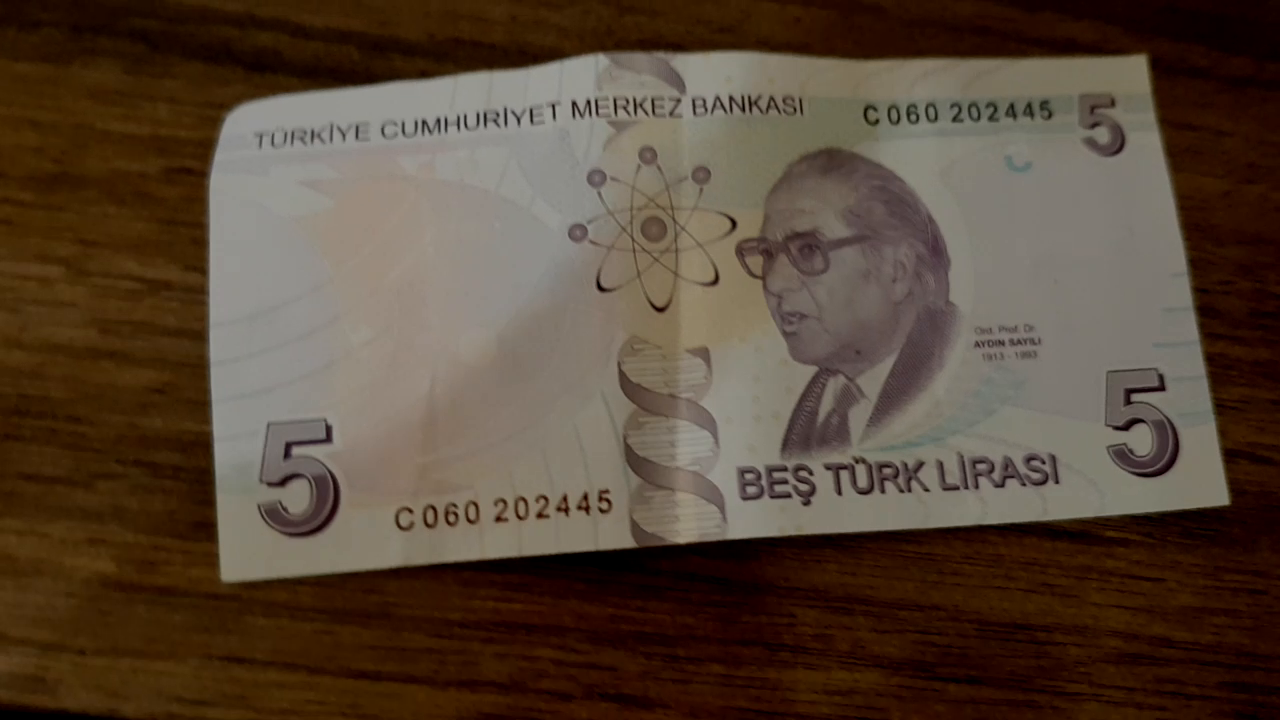 TÜRKİYE CUMHURİYET MERKEZ BANKASI
C060 202445
5
Ord. Prof. Dr.
AYDIN SAYILI
1913 - 1993
5
C060 202445
BEŞ TÜRK LİRASI
5